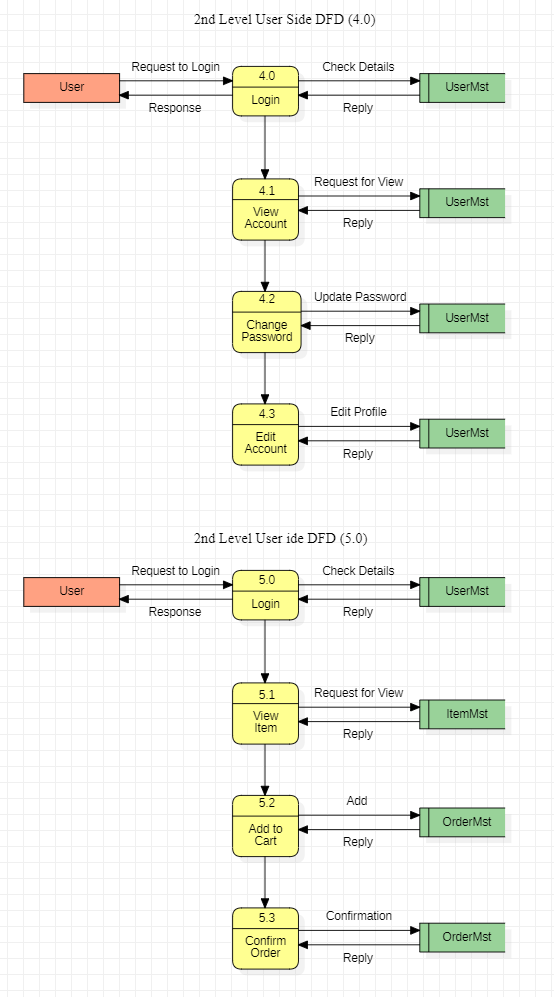 2nd Level User Side DFD (4.0)
Request to Login
4.0
Check Details
User
Login
UserMst
Response
Reply
4.1
Request for View
View
Account
UserMst
Reply
4.2
Update Password
Change
Password
UserMst
Reply
4.3
Edit Profile
Edit
Account
UserMst
Reply
2nd Level User ide DFD (5.0)
Request to Login
5.0
Check Details
User
Login
UserMst
Response
Reply
5.1
Request for View
View
Item
ItemMst
Reply
5.2
Add
Add to
Cart
OrderMst
Reply
5.3
Confirmation
Confirm
Order
OrderMst
Reply